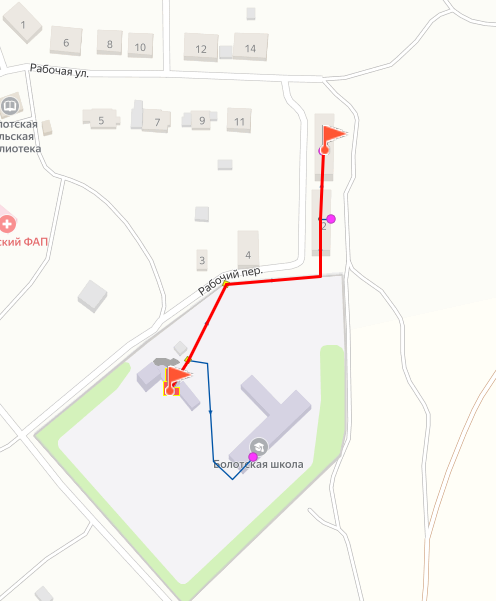 1
6
8
10
12
14
Рабочая ул.
5
7
9
11
лотская
льская
лиотека
2
ский ФАП
3
4
Рабочий пер.
Болотская школа